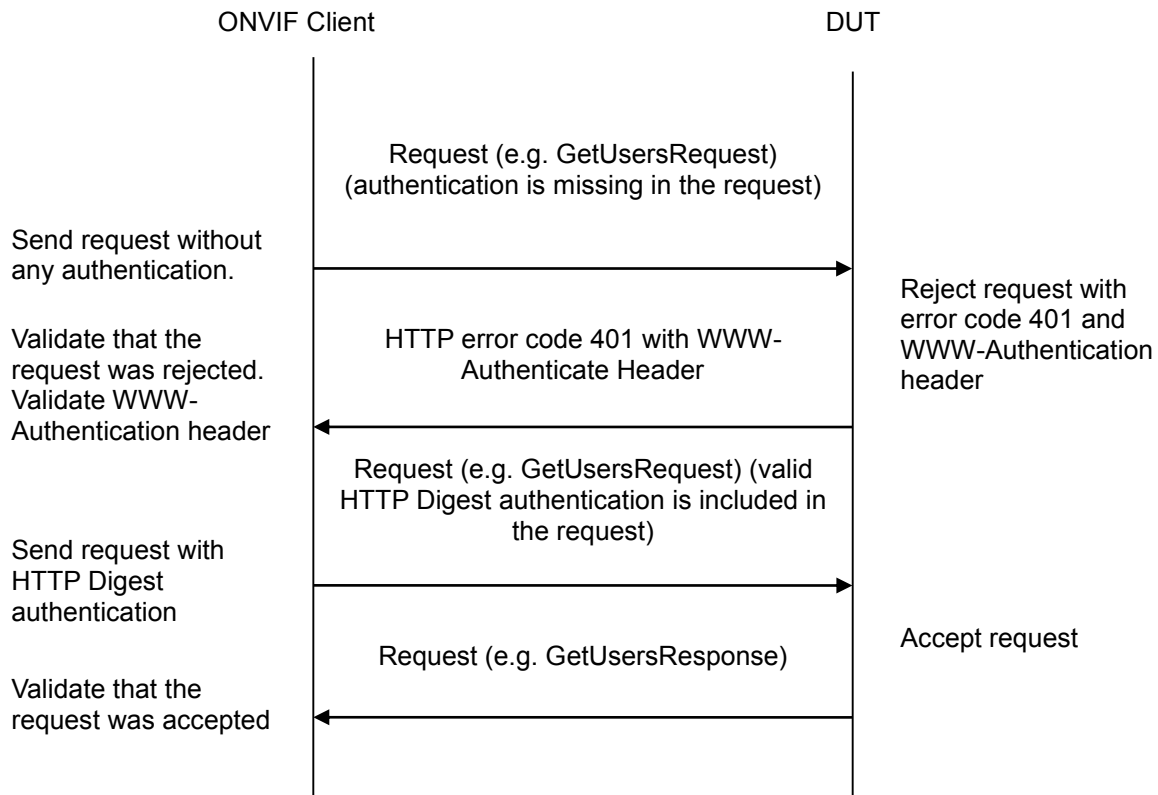 ONVIF Client
DUT
Request (e.g. GetUsersRequest)
(authentication is missing in the request)
Send request without
any authentication.
Reject request with
error code 401 and
WWW-Authentication
header
HTTP error code 401 with WWW-
Authenticate Header
Validate that the
request was rejected.
Validate WWW-
Authentication header
Request (e.g. GetUsersRequest) (valid
HTTP Digest authentication is included in
the request)
Send request with
HTTP Digest
authentication
Accept request
Request (e.g. GetUsersResponse)
Validate that the
request was accepted